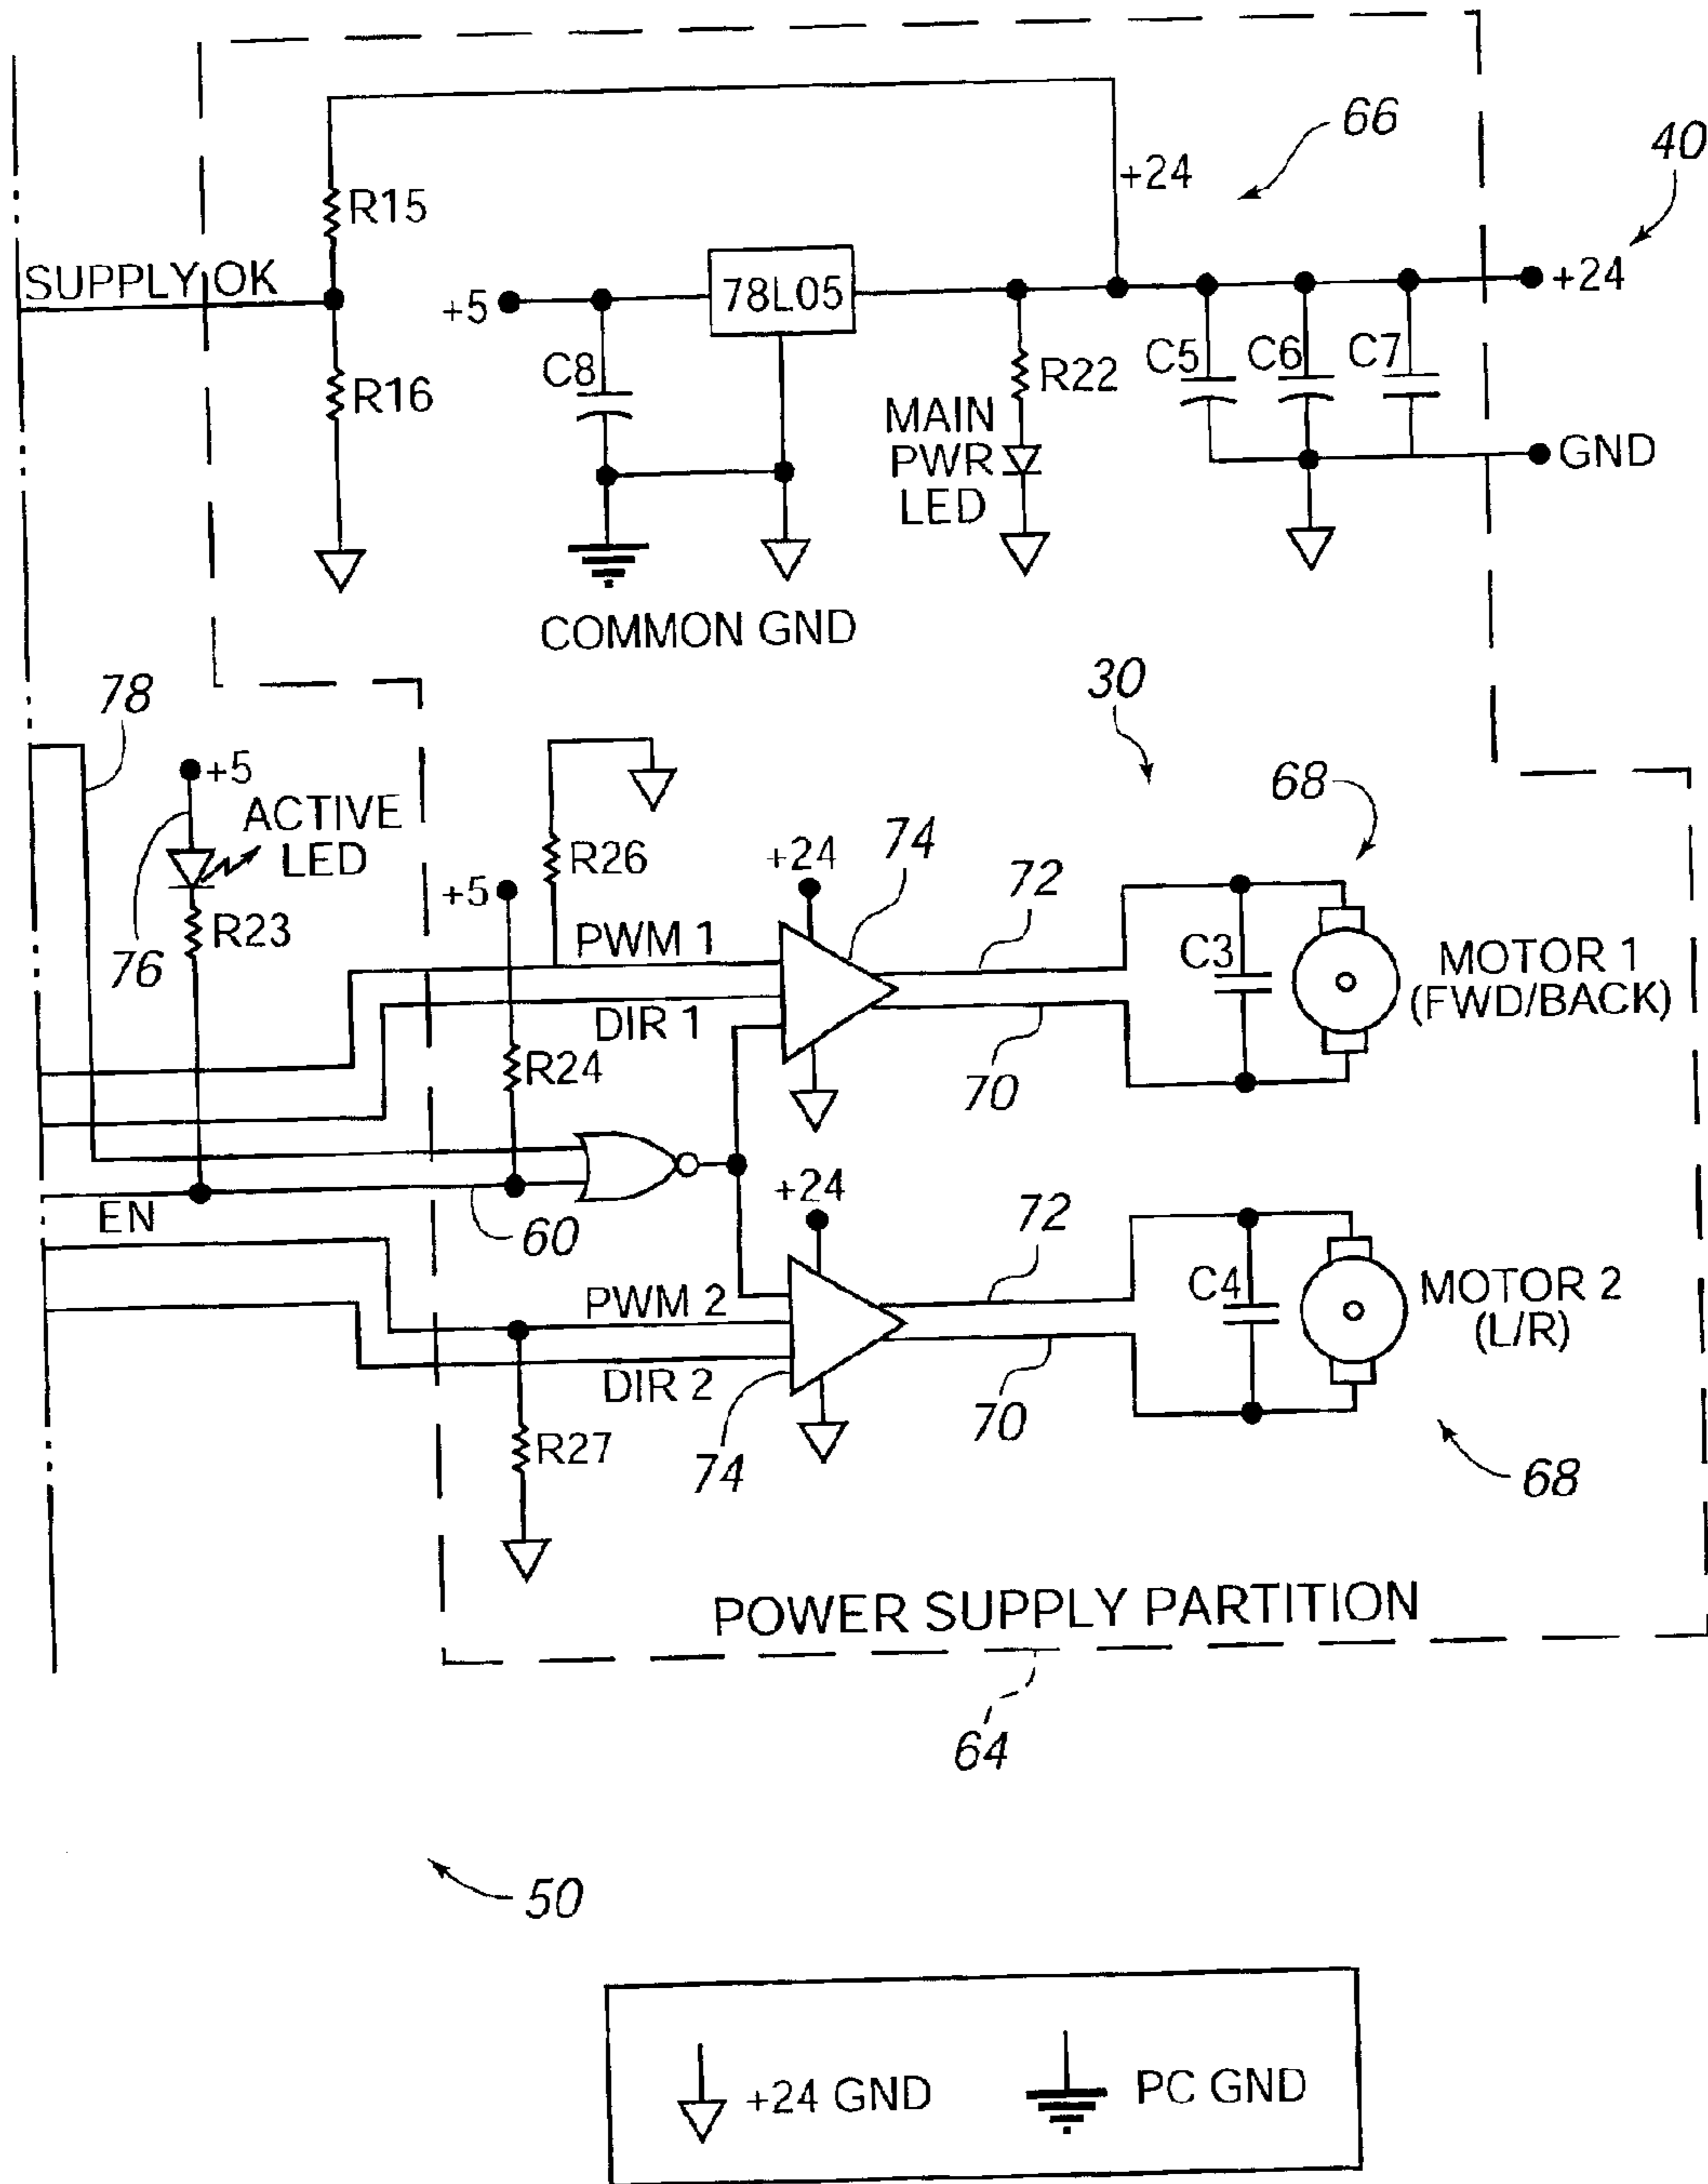 66
40
+24
R15
SUPPLY OK
+5
78L05
+24
C8
R22
C5
C6
C7
R16
MAIN
PWR
LED
GND
COMMON GND
78
30
+5
68
ACTIVE
LED
R26
+24
74
72
+5
R23
76
PWM 1
C3
MOTOR 1
(FWD/BACK)
DIR 1
R24
70
EN
60
+24
72
PWM 2
C4
MOTOR 2
(L/R)
DIR 2
70
R27
74
68
POWER SUPPLY PARTITION
64
50
+24 GND
PC GND